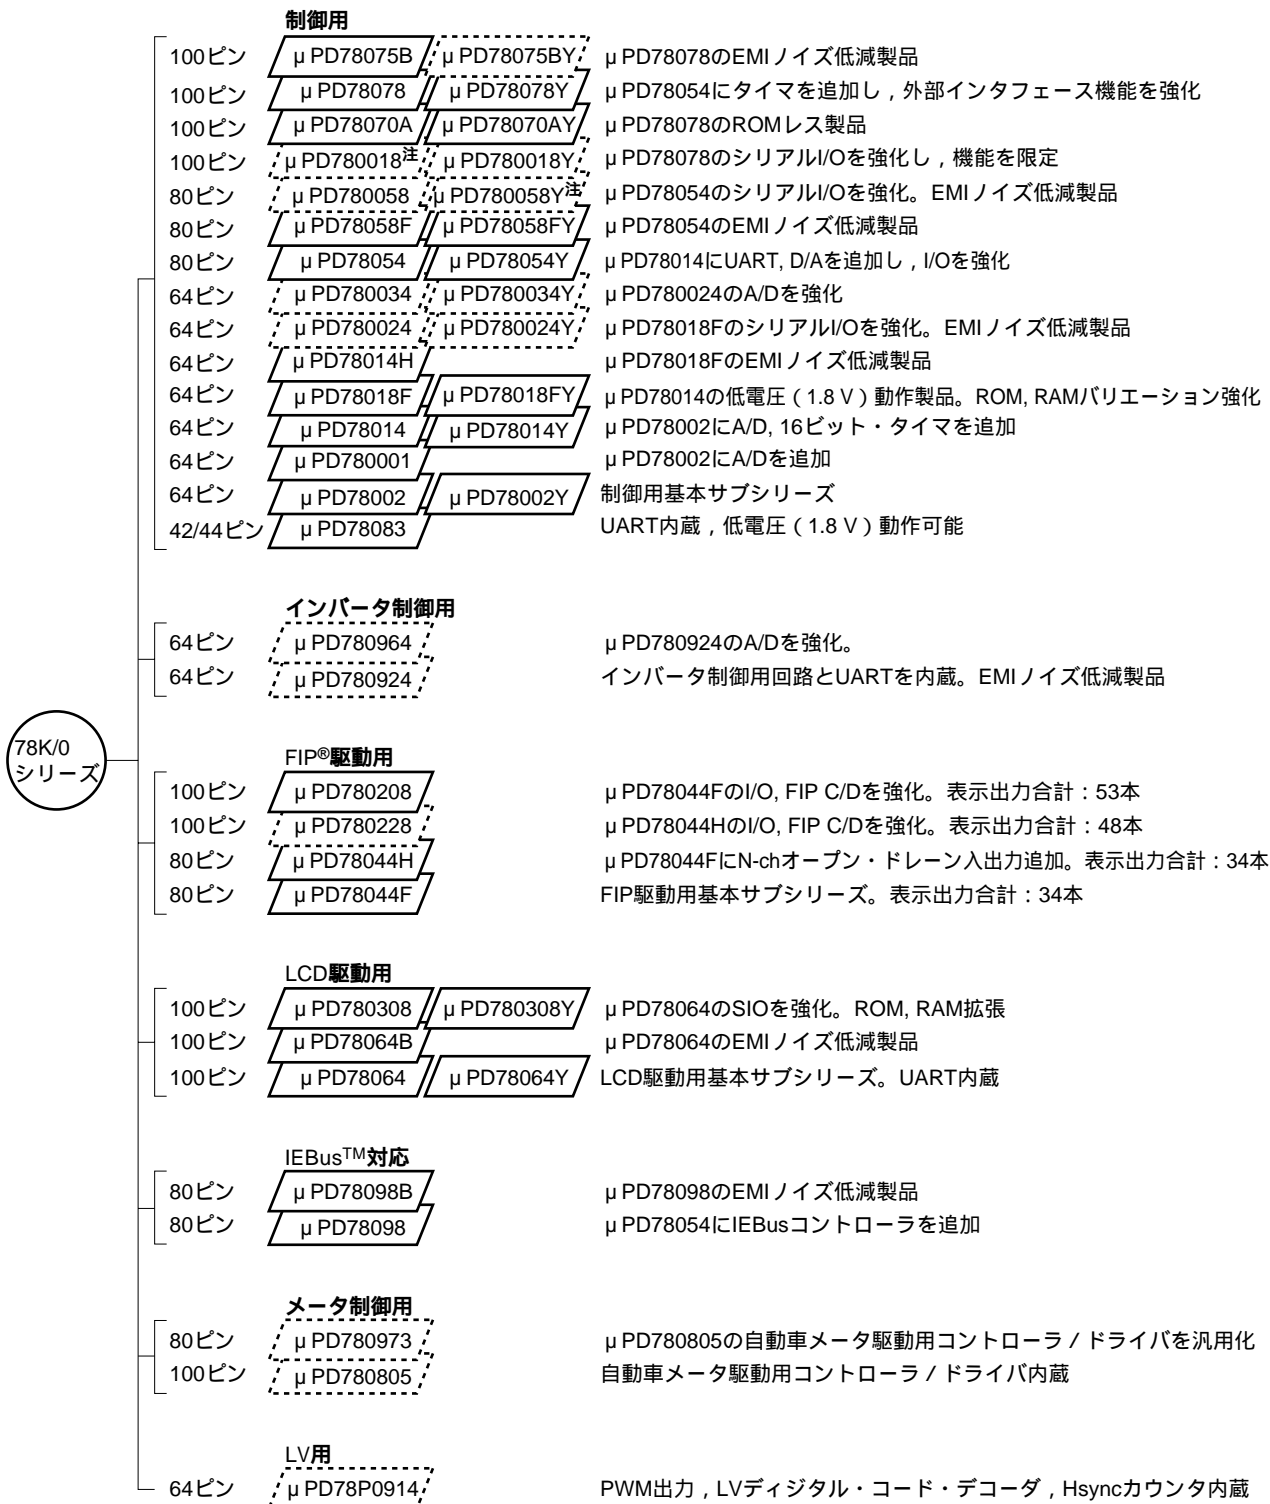 制御用
100ピン μPD78075B μPD78075BY μPD78078のEMIノイズ低減製品
100ピン μPD78078 μPD78078Y μPD78054にタイマを追加し，外部インタフェース機能を強化
100ピン μPD78070A μPD78070AY μPD78078のROMレス製品
100ピン μPD780018注 μPD780018Y μPD78078のシリアルI/Oを強化し，機能を限定
80ピン μPD780058 μPD780058Y注 μPD78054のシリアルI/Oを強化。EMIノイズ低減製品
80ピン μPD78058F μPD78058FY μPD78054のEMIノイズ低減製品
80ピン μPD78054 μPD78054Y μPD78014にUART, D/Aを追加し，I/Oを強化
64ピン μPD780034 μPD780034Y μPD780024のA/Dを強化
64ピン μPD780024 μPD780024Y μPD78018FのシリアルI/Oを強化。EMIノイズ低減製品
64ピン μPD78014H μPD78018FのEMIノイズ低減製品
64ピン μPD78018F μPD78018FY μPD78014の低電圧（1.8 V）動作製品。ROM, RAMバリエーション強化
64ピン μPD78014 μPD78014Y μPD78002にA/D, 16ビット・タイマを追加
64ピン μPD780001 μPD78002にA/Dを追加
64ピン μPD78002 μPD78002Y 制御用基本サブシリーズ
42/44ピン μPD78083 UART内蔵，低電圧（1.8 V）動作可能
インバータ制御用
64ピン μPD780964 μPD780924のA/Dを強化。
64ピン μPD780924 インバータ制御用回路とUARTを内蔵。EMIノイズ低減製品
78K/0
シリーズ
FIP®駆動用
100ピン μPD780208 μPD78044FのI/O, FIP C/Dを強化。表示出力合計：53本
100ピン μPD780228 μPD78044HのI/O, FIP C/Dを強化。表示出力合計：48本
80ピン μPD78044H μPD78044FにN-chオープン・ドレーン入出力追加。表示出力合計：34本
80ピン μPD78044F FIP駆動用基本サブシリーズ。表示出力合計：34本
LCD駆動用
100ピン μPD780308 μPD780308Y μPD78064のSIOを強化。ROM, RAM拡張
100ピン μPD78064B μPD78064のEMIノイズ低減製品
100ピン μPD78064 μPD78064Y LCD駆動用基本サブシリーズ。UART内蔵
IEBus™対応
80ピン μPD78098B μPD78098のEMIノイズ低減製品
80ピン μPD78098 μPD78054にIEBusコントローラを追加
メータ制御用
80ピン μPD780973 μPD780805の自動車メータ駆動用コントローラ／ドライバを汎用化
100ピン μPD780805 自動車メータ駆動用コントローラ／ドライバ内蔵
LV用
64ピン μPD78P0914 PWM出力，LVディジタル・コード・デコーダ，Hsyncカウンタ内蔵